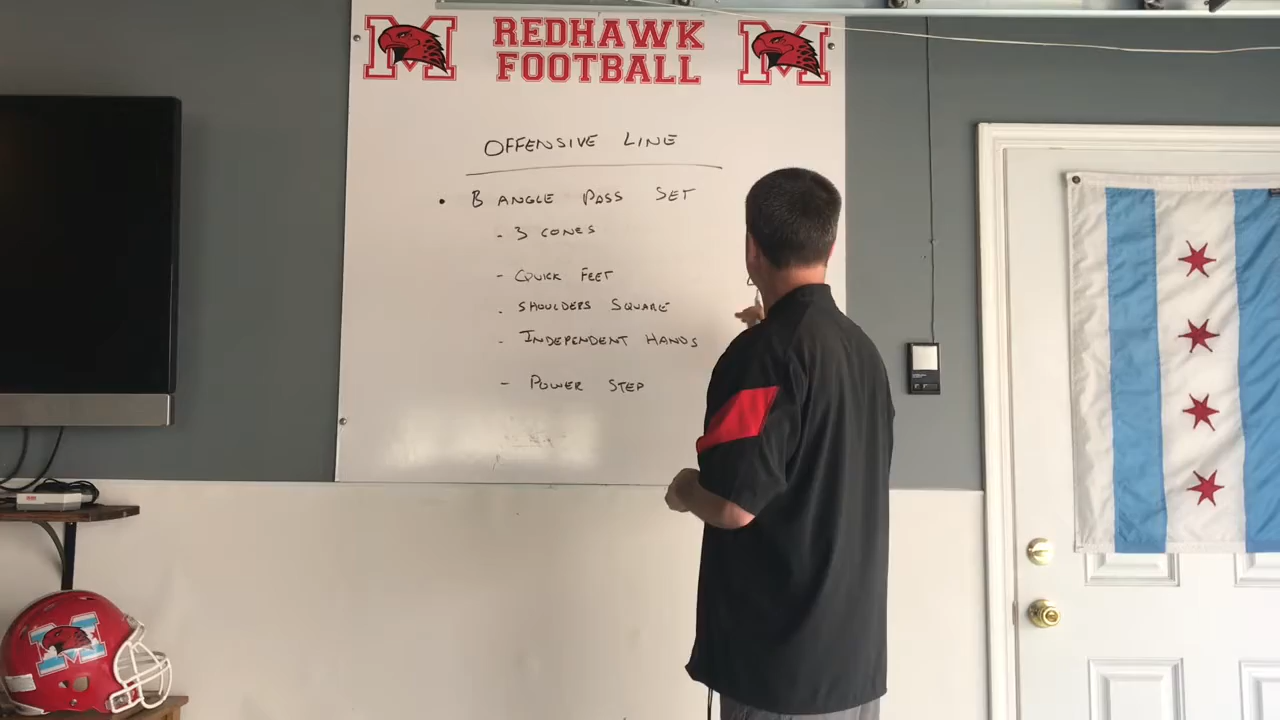 M REDHAWK M
FOOTBALL
OFFENSIVE LINE
• B ANGLE PASS SET
- 3 CONES
- QUICK FEET
- SHOULDERS SQUARE
- INDEPENDENT HANDS
- POWER STEP
M